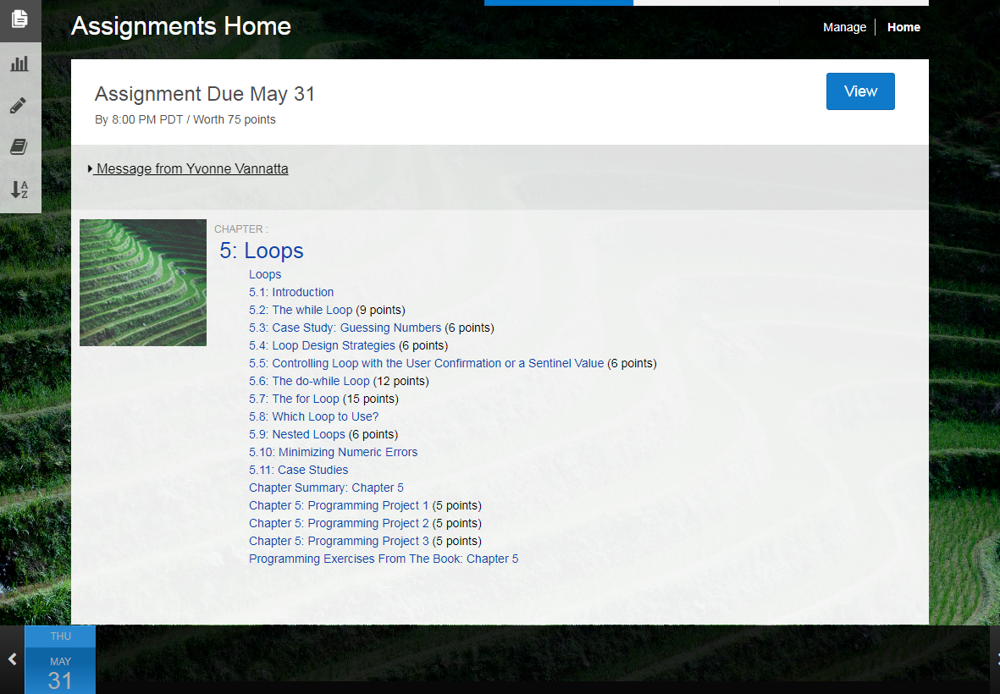 Assignments Home
Manage
Home
Assignment Due May 31
View
By 8:00 PM PDT / Worth 75 points
Message from Yvonne Vannatta
CHAPTER :
5: Loops
Loops
5.1: Introduction
5.2: The while Loop (9 points)
5.3: Case Study: Guessing Numbers (6 points)
5.4: Loop Design Strategies (6 points)
5.5: Controlling Loop with the User Confirmation or a Sentinel Value (6 points)
5.6: The do-while Loop (12 points)
5.7: The for Loop (15 points)
5.8: Which Loop to Use?
5.9: Nested Loops (6 points)
5.10: Minimizing Numeric Errors
5.11: Case Studies
Chapter Summary: Chapter 5
Chapter 5: Programming Project 1 (5 points)
Chapter 5: Programming Project 2 (5 points)
Chapter 5: Programming Project 3 (5 points)
Programming Exercises From The Book: Chapter 5
THU
MAY
31